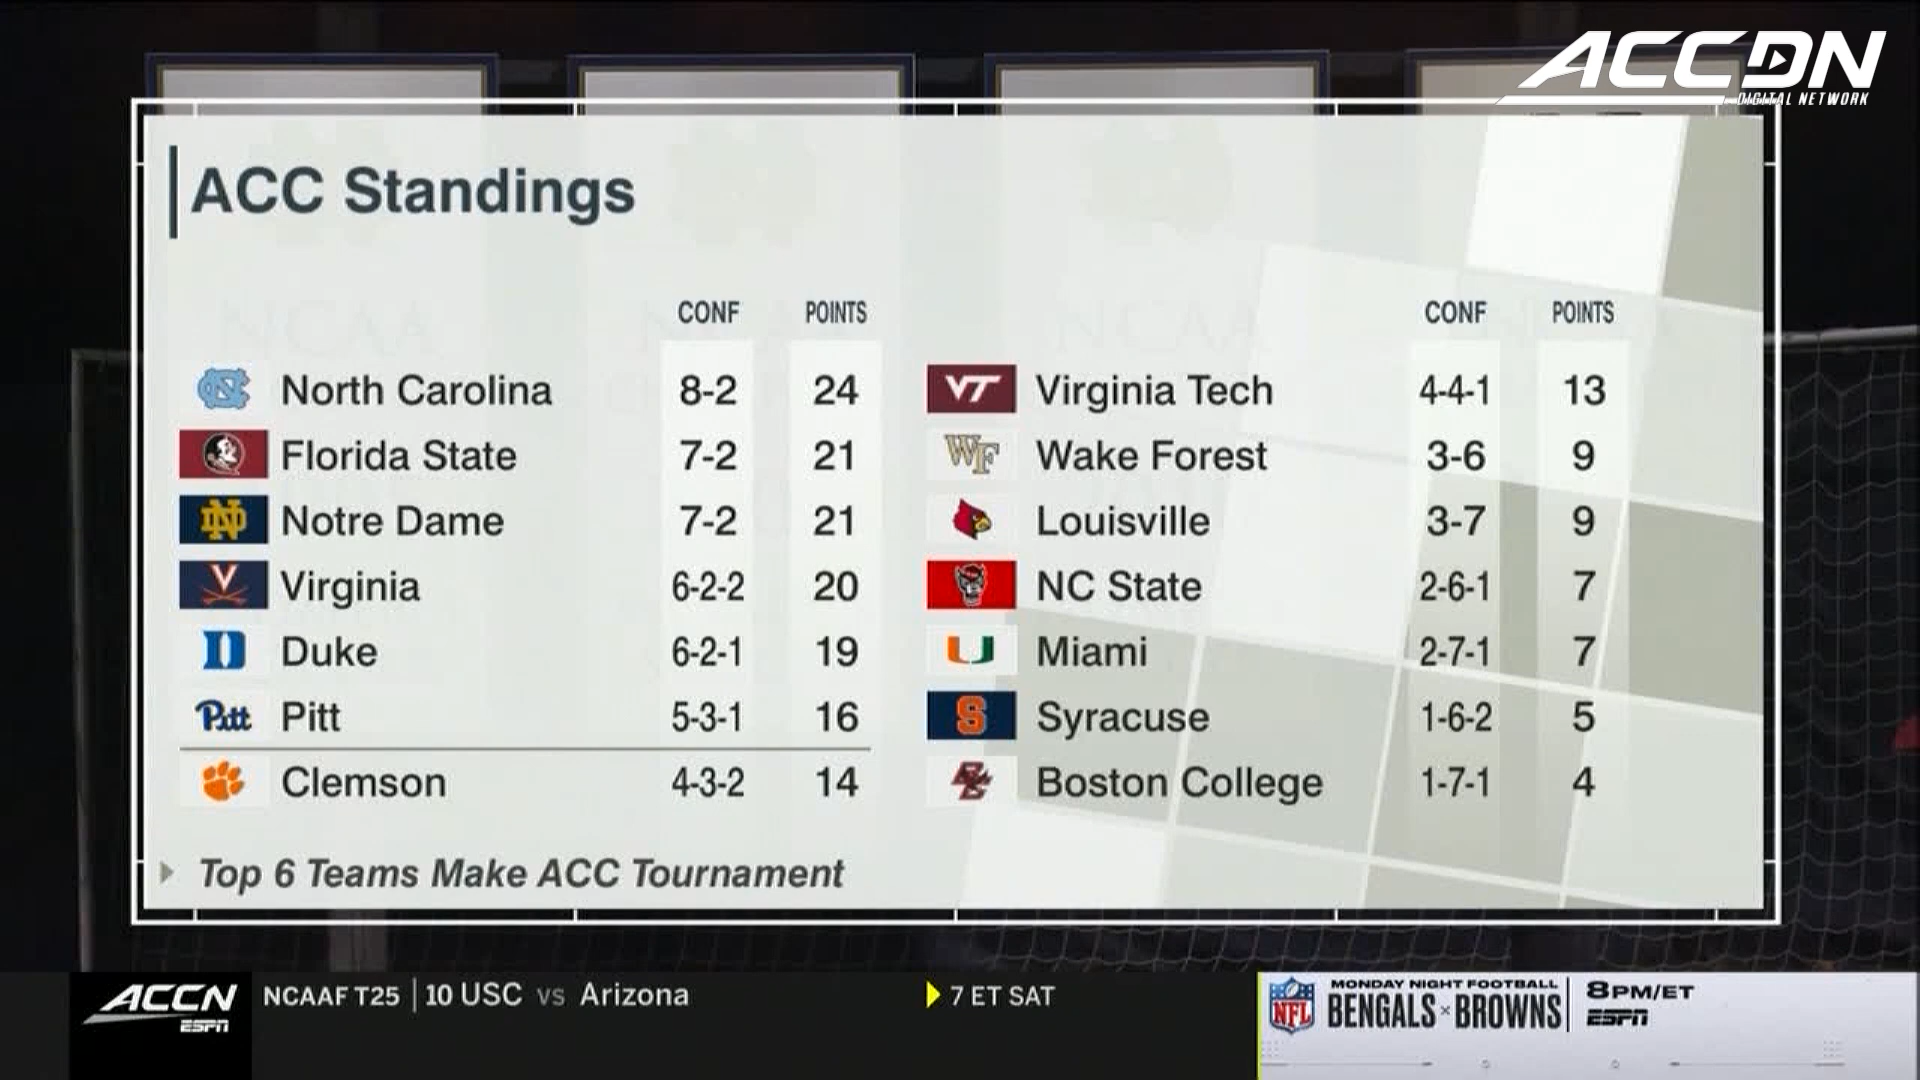 ACCDN
DIGITAL NETWORK
ACC Standings
CONF POINTS
North Carolina 8-2 24
Florida State 7-2 21
Notre Dame 7-2 21
Virginia 6-2-2 20
Duke 6-2-1 19
Pitt Pitt 5-3-1 16
Clemson 4-3-2 14
CONF POINTS
VT Virginia Tech 4-4-1 13
WF Wake Forest 3-6 9
Louisville 3-7 9
NC State 2-6-1 7
Miami 2-7-1 7
S Syracuse 1-6-2 5
Boston College 1-7-1 4
Top 6 Teams Make ACC Tournament
ACCN
ESPN
NCAAF T25 | 10 USC vs Arizona
7 ET SAT
NFL
MONDAY NIGHT FOOTBALL
BENGALS × BROWNS
8PM/ET
ESPN